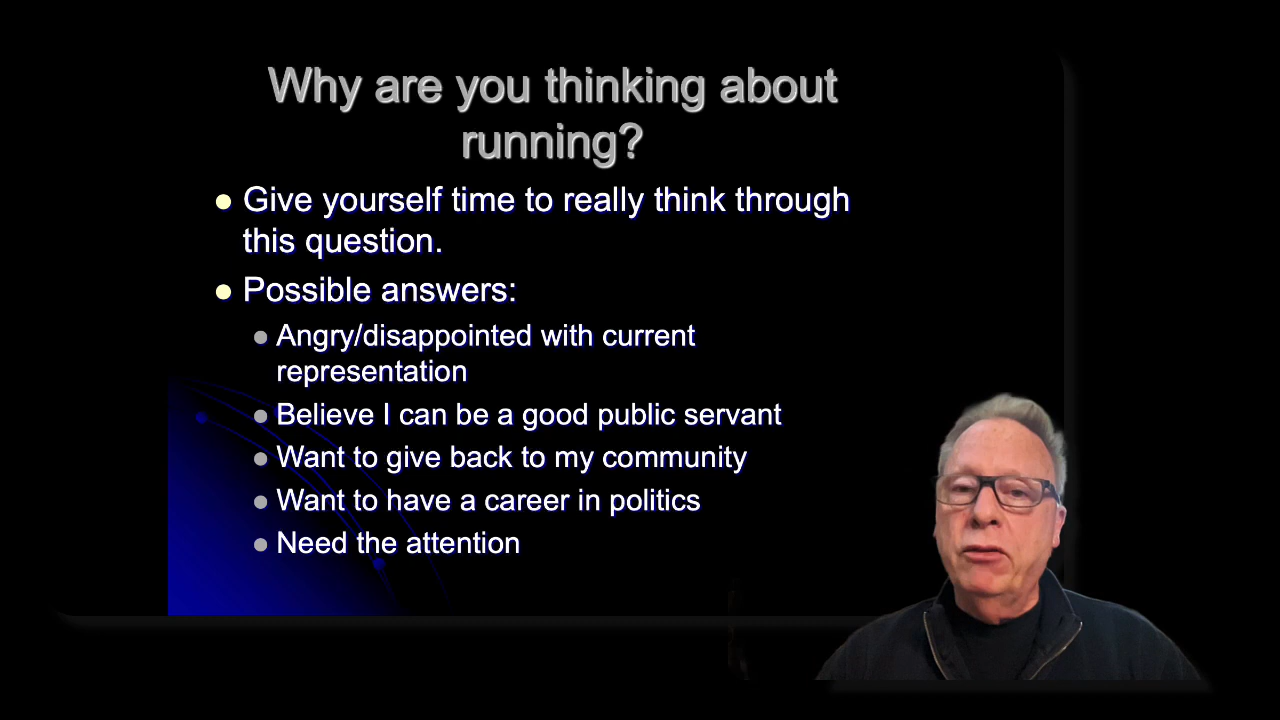 Why are you thinking about
running?
Give yourself time to really think through
this question.
Possible answers:
Angry/disappointed with current
representation
Believe I can be a good public servant
Want to give back to my community
Want to have a career in politics
Need the attention